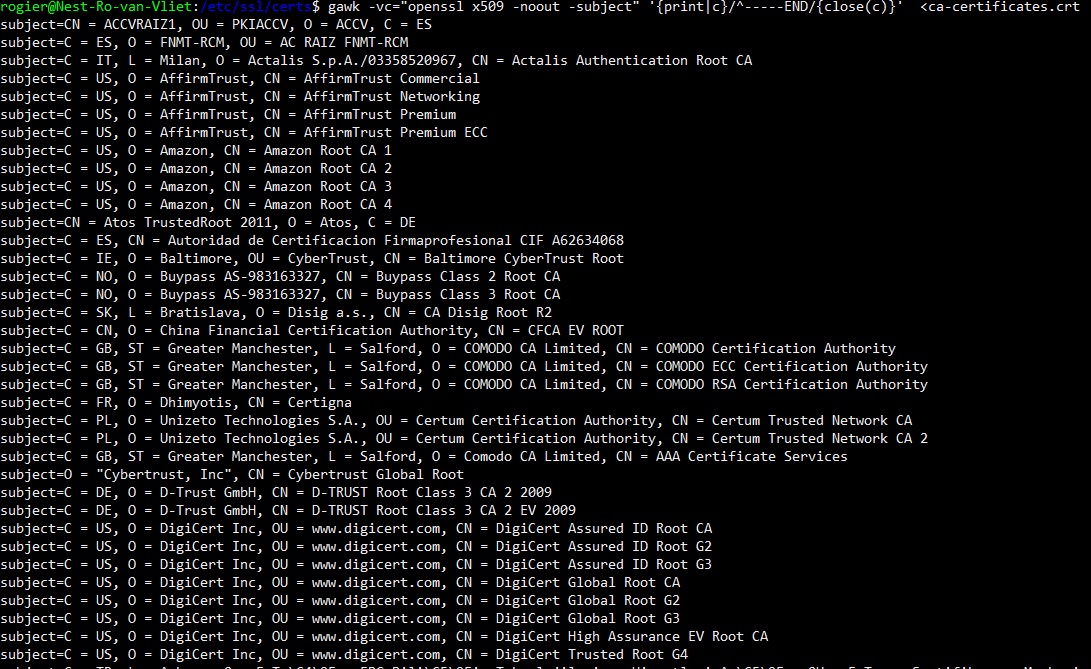 rogier@Nest-Ro-van-Vliet:/etc/ssl/certs$ gawk -vc="openssl x509 -noout -subject" '{print|c}/^-----END/{close(c)}'  <ca-certificates.crt
subject=CN = ACCVRAIZ1, OU = PKIACCV, O = ACCV, C = ES
subject=C = ES, O = FNMT-RCM, OU = AC RAIZ FNMT-RCM
subject=C = IT, L = Milan, O = Actalis S.p.A./03358520967, CN = Actalis Authentication Root CA
subject=C = US, O = AffirmTrust, CN = AffirmTrust Commercial
subject=C = US, O = AffirmTrust, CN = AffirmTrust Networking
subject=C = US, O = AffirmTrust, CN = AffirmTrust Premium
subject=C = US, O = AffirmTrust, CN = AffirmTrust Premium ECC
subject=C = US, O = Amazon, CN = Amazon Root CA 1
subject=C = US, O = Amazon, CN = Amazon Root CA 2
subject=C = US, O = Amazon, CN = Amazon Root CA 3
subject=C = US, O = Amazon, CN = Amazon Root CA 4
subject=CN = Atos TrustedRoot 2011, O = Atos, C = DE
subject=C = ES, CN = Autoridad de Certificacion Firmaprofesional CIF A62634068
subject=C = IE, O = Baltimore, OU = CyberTrust, CN = Baltimore CyberTrust Root
subject=C = NO, O = Buypass AS-983163327, CN = Buypass Class 2 Root CA
subject=C = NO, O = Buypass AS-983163327, CN = Buypass Class 3 Root CA
subject=C = SK, L = Bratislava, O = Disig a.s., CN = CA Disig Root R2
subject=C = CN, O = China Financial Certification Authority, CN = CFCA EV ROOT
subject=C = GB, ST = Greater Manchester, L = Salford, O = COMODO CA Limited, CN = COMODO Certification Authority
subject=C = GB, ST = Greater Manchester, L = Salford, O = COMODO CA Limited, CN = COMODO ECC Certification Authority
subject=C = GB, ST = Greater Manchester, L = Salford, O = COMODO CA Limited, CN = COMODO RSA Certification Authority
subject=C = FR, O = Dhimyotis, CN = Certigna
subject=C = PL, O = Unizeto Technologies S.A., OU = Certum Certification Authority, CN = Certum Trusted Network CA
subject=C = PL, O = Unizeto Technologies S.A., OU = Certum Certification Authority, CN = Certum Trusted Network CA 2
subject=C = GB, ST = Greater Manchester, L = Salford, O = Comodo CA Limited, CN = AAA Certificate Services
subject=O = "Cybertrust, Inc", CN = Cybertrust Global Root
subject=C = DE, O = D-Trust GmbH, CN = D-TRUST Root Class 3 CA 2 2009
subject=C = DE, O = D-Trust GmbH, CN = D-TRUST Root Class 3 CA 2 EV 2009
subject=C = US, O = DigiCert Inc, OU = www.digicert.com, CN = DigiCert Assured ID Root CA
subject=C = US, O = DigiCert Inc, OU = www.digicert.com, CN = DigiCert Assured ID Root G2
subject=C = US, O = DigiCert Inc, OU = www.digicert.com, CN = DigiCert Assured ID Root G3
subject=C = US, O = DigiCert Inc, OU = www.digicert.com, CN = DigiCert Global Root CA
subject=C = US, O = DigiCert Inc, OU = www.digicert.com, CN = DigiCert Global Root G2
subject=C = US, O = DigiCert Inc, OU = www.digicert.com, CN = DigiCert Global Root G3
subject=C = US, O = DigiCert Inc, OU = www.digicert.com, CN = DigiCert High Assurance EV Root CA
subject=C = US, O = DigiCert Inc, OU = www.digicert.com, CN = DigiCert Trusted Root G4